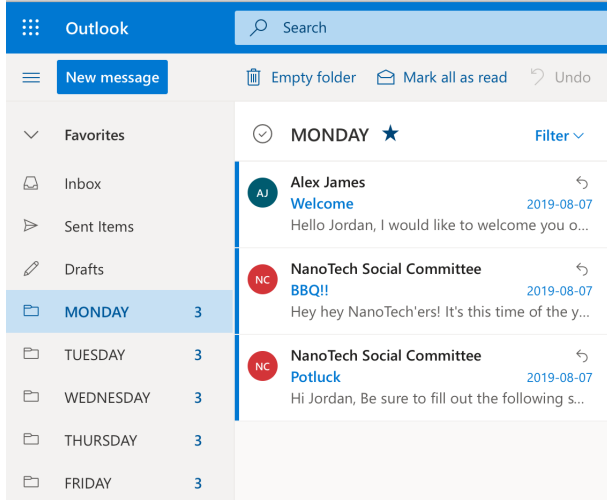 Outlook
Search
New message
Empty folder
Mark all as read
Undo
Favorites
Inbox
Sent Items
Drafts
MONDAY 3
TUESDAY 3
WEDNESDAY 3
THURSDAY 3
FRIDAY 3
MONDAY
Filter
AJ
Alex James
Welcome 2019-08-07
Hello Jordan, I would like to welcome you o...
NC
NanoTech Social Committee
BBQ!! 2019-08-07
Hey hey NanoTech'ers! It's this time of the y...
NC
NanoTech Social Committee
Potluck 2019-08-07
Hi Jordan, Be sure to fill out the following s...